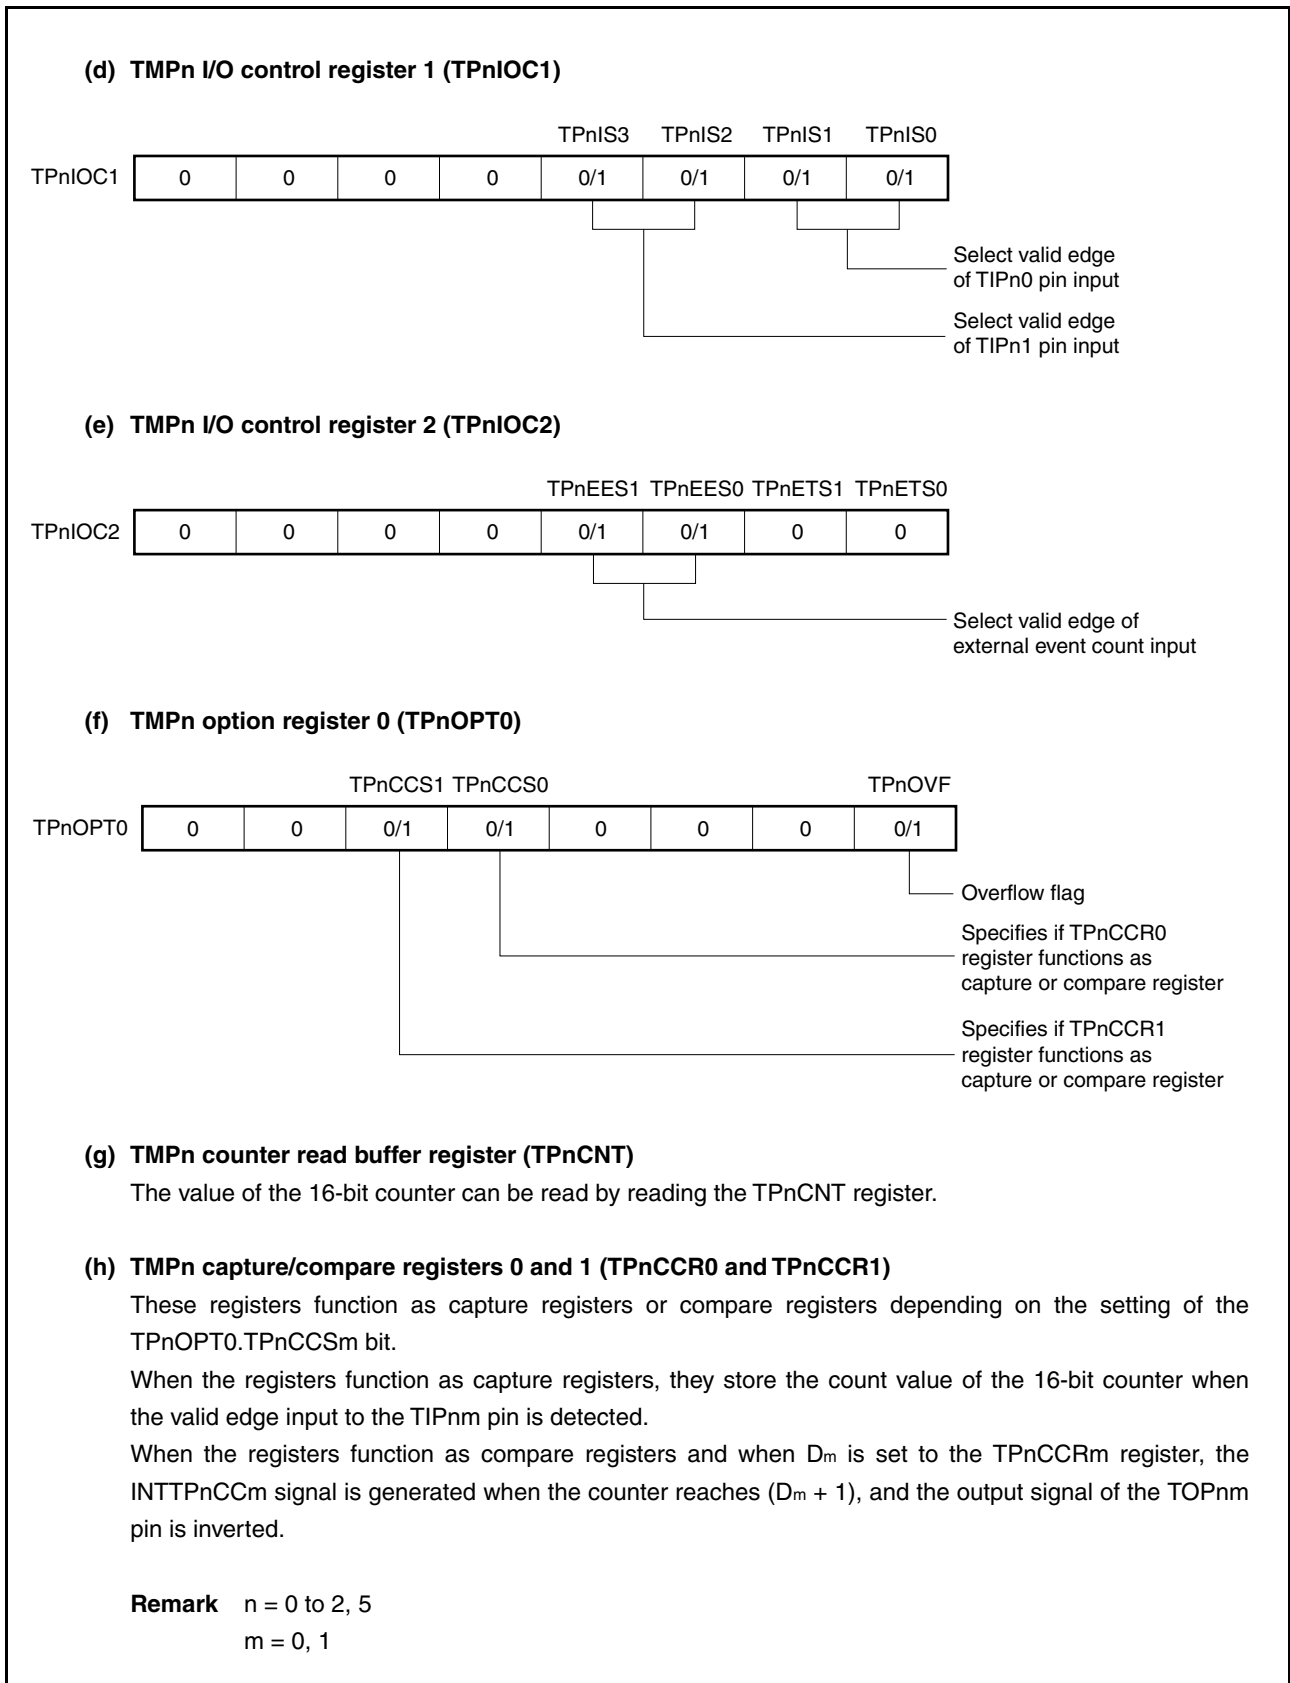 (d) TMPn I/O control register 1 (TPnIOC1)
TPnIS3 TPnIS2 TPnIS1 TPnIS0
TPnIOC1 0 0 0 0 0/1 0/1 0/1 0/1
Select valid edge
of TIPn0 pin input
Select valid edge
of TIPn1 pin input
(e) TMPn I/O control register 2 (TPnIOC2)
TPnEES1 TPnEES0 TPnETS1 TPnETS0
TPnIOC2 0 0 0 0 0/1 0/1 0 0
Select valid edge of
external event count input
(f) TMPn option register 0 (TPnOPT0)
TPnCCS1 TPnCCS0 TPnOVF
TPnOPT0 0 0 0/1 0/1 0 0 0 0/1
Overflow flag
Specifies if TPnCCR0
register functions as
capture or compare register
Specifies if TPnCCR1
register functions as
capture or compare register
(g) TMPn counter read buffer register (TPnCNT)
The value of the 16-bit counter can be read by reading the TPnCNT register.
(h) TMPn capture/compare registers 0 and 1 (TPnCCR0 and TPnCCR1)
These registers function as capture registers or compare registers depending on the setting of the
TPnOPT0.TPnCCSm bit.
When the registers function as capture registers, they store the count value of the 16-bit counter when
the valid edge input to the TIPnm pin is detected.
When the registers function as compare registers and when Dm is set to the TPnCCRm register, the
INTTPnCCm signal is generated when the counter reaches (Dm + 1), and the output signal of the TOPnm
pin is inverted.
Remark n = 0 to 2, 5
m = 0, 1